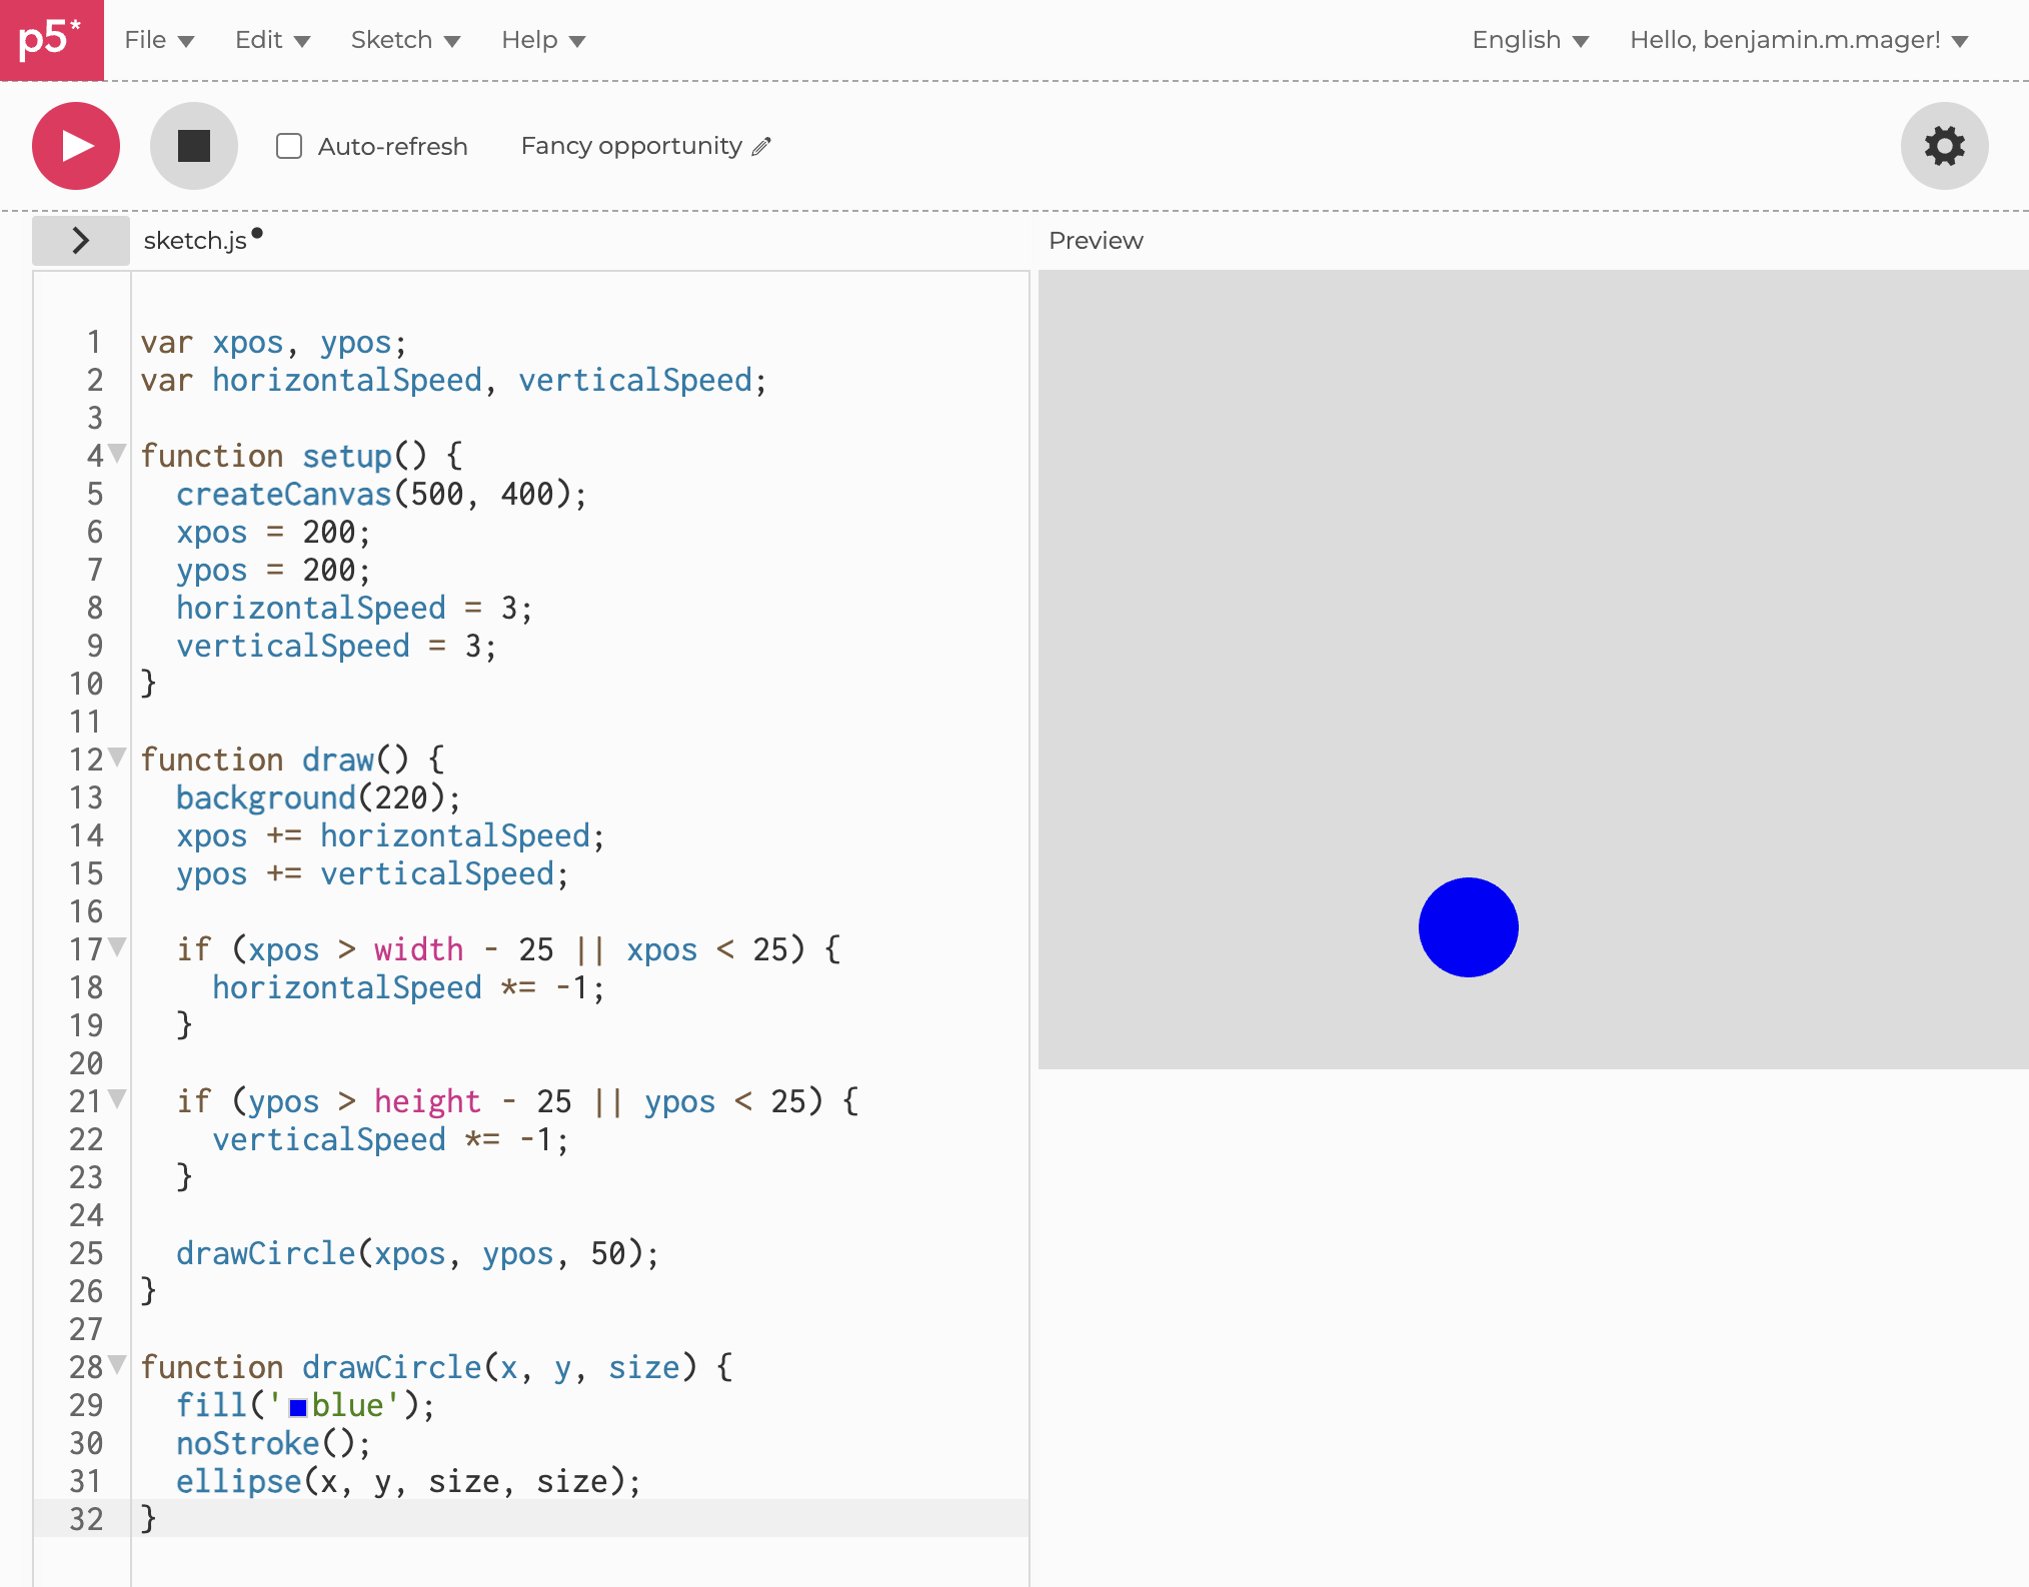 p5*
File Edit Sketch Help English Hello, benjamin.m.mager!
Auto-refresh Fancy opportunity
sketch.js Preview
1 var xpos, ypos;
2 var horizontalSpeed, verticalSpeed;
3
4 function setup() {
5   createCanvas(500, 400);
6   xpos = 200;
7   ypos = 200;
8   horizontalSpeed = 3;
9   verticalSpeed = 3;
10 }
11
12 function draw() {
13   background(220);
14   xpos += horizontalSpeed;
15   ypos += verticalSpeed;
16
17   if (xpos > width - 25 || xpos < 25) {
18     horizontalSpeed *= -1;
19   }
20
21   if (ypos > height - 25 || ypos < 25) {
22     verticalSpeed *= -1;
23   }
24
25   drawCircle(xpos, ypos, 50);
26 }
27
28 function drawCircle(x, y, size) {
29   fill('blue');
30   noStroke();
31   ellipse(x, y, size, size);
32 }